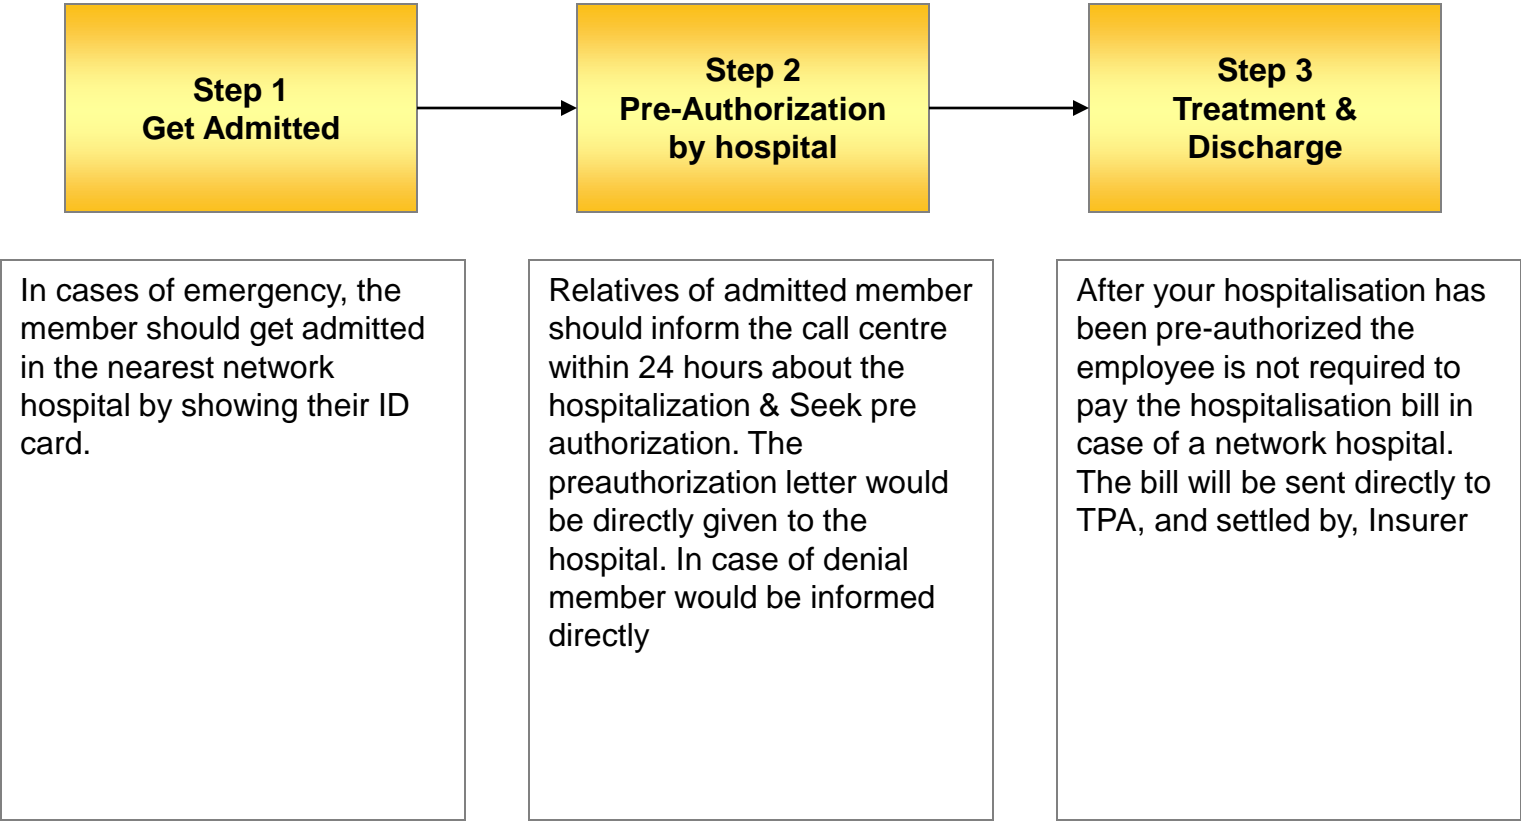 Step 1
Get Admitted
Step 2
Pre-Authorization
by hospital
Step 3
Treatment &
Discharge
In cases of emergency, the
member should get admitted
in the nearest network
hospital by showing their ID
card.
Relatives of admitted member
should inform the call centre
within 24 hours about the
hospitalization & Seek pre
authorization. The
preauthorization letter would
be directly given to the
hospital. In case of denial
member would be informed
directly
After your hospitalisation has
been pre-authorized the
employee is not required to
pay the hospitalisation bill in
case of a network hospital.
The bill will be sent directly to
TPA, and settled by, Insurer